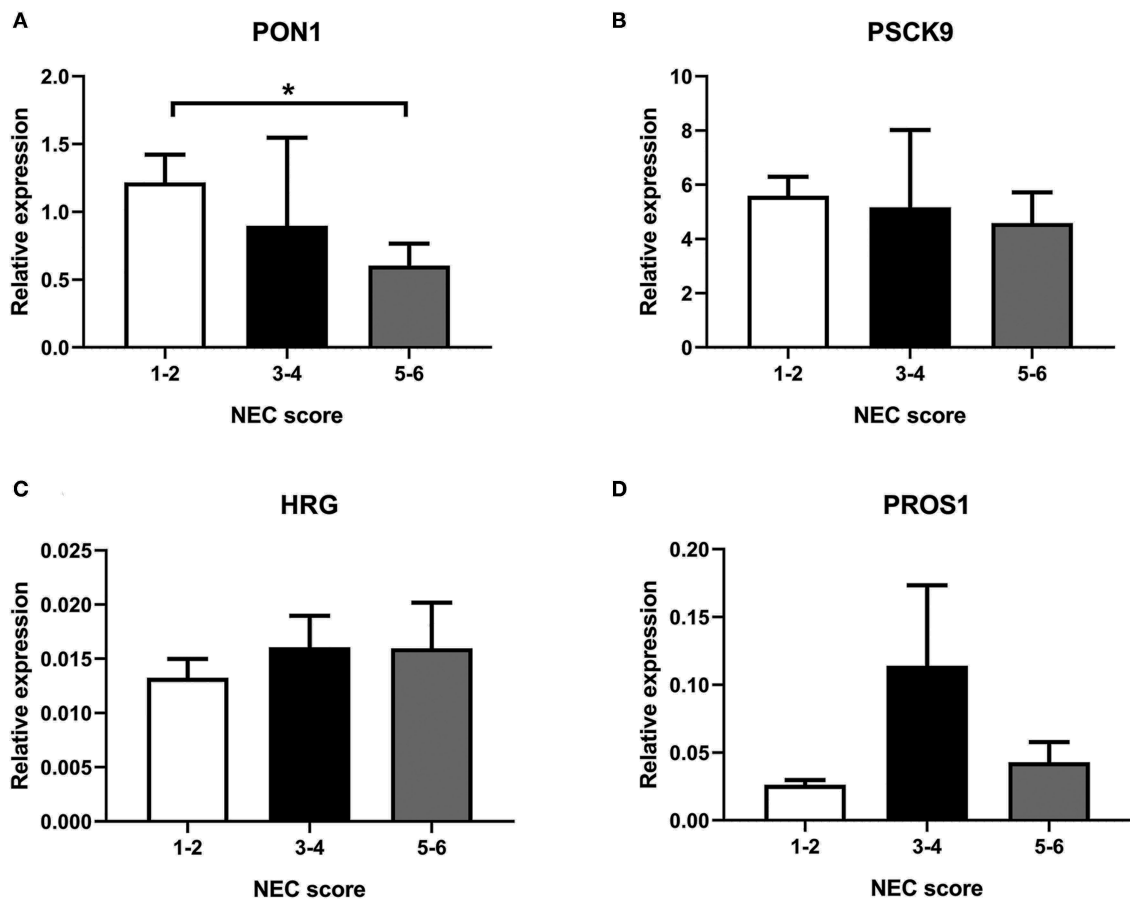 A
PON1
Relative expression
2.0
1.5
1.0
0.5
0.0
*
1-2
3-4
5-6
NEC score
B
PSCK9
Relative expression
10
8
6
4
2
0
1-2
3-4
5-6
NEC score
C
HRG
Relative expression
0.025
0.020
0.015
0.010
0.005
0.000
1-2
3-4
5-6
NEC score
D
PROS1
Relative expression
0.20
0.15
0.10
0.05
0.00
1-2
3-4
5-6
NEC score